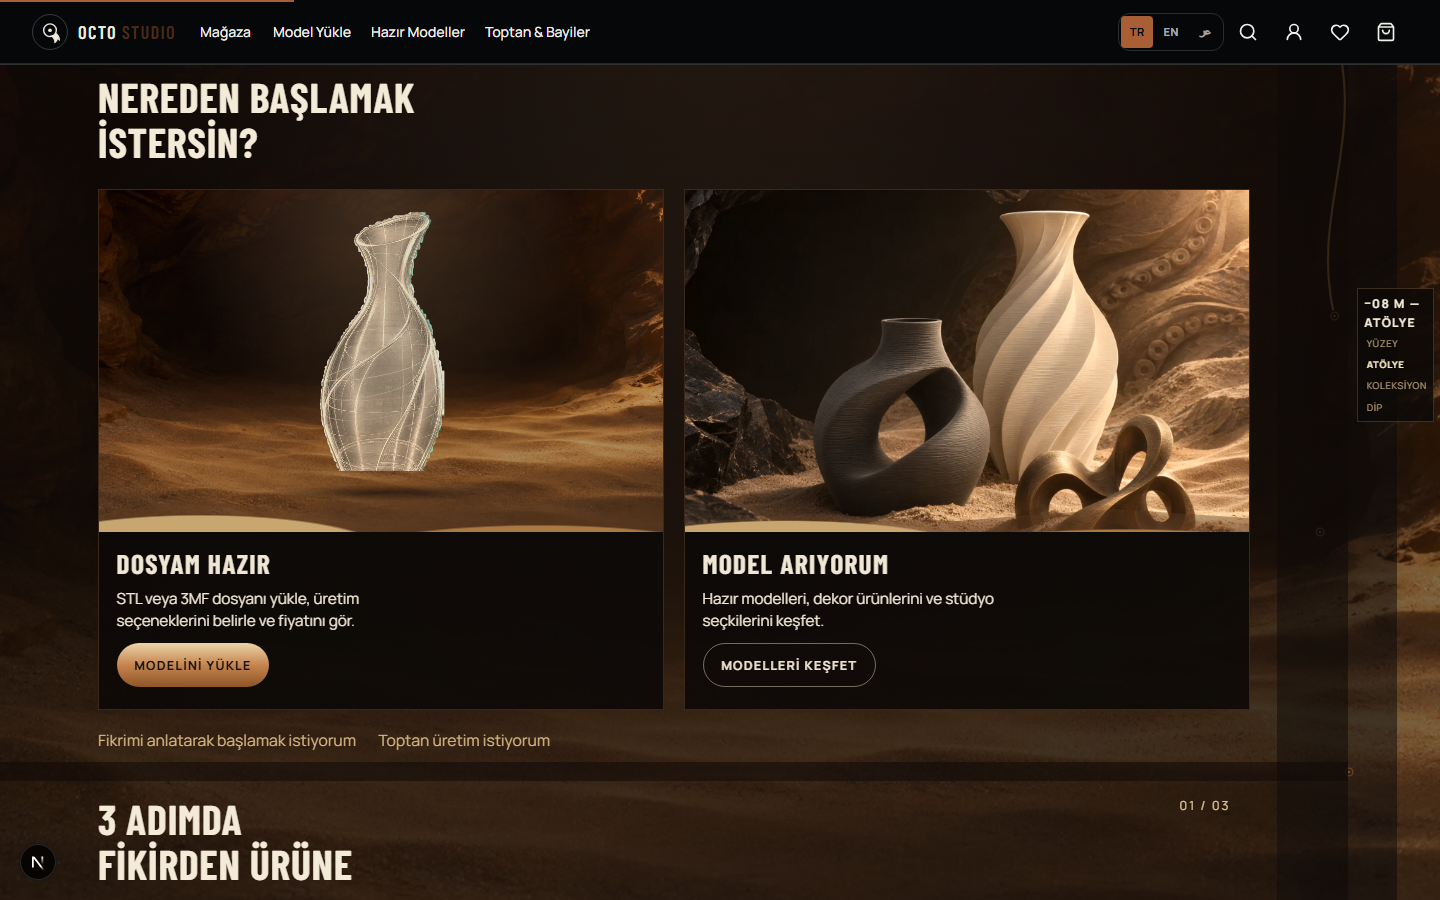 OCTO STUDIO
Mağaza
Model Yükle
Hazır Modeller
Toptan & Bayiler
TR
EN
NEREDEN BAŞLAMAK
İSTERSİN?
−08 M —
ATÖLYE
YÜZEY
ATÖLYE
KOLEKSİYON
DİP
DOSYAM HAZIR
STL veya 3MF dosyanı yükle, üretim
seçeneklerini belirle ve fiyatını gör.
MODELİNİ YÜKLE
MODEL ARIYORUM
Hazır modelleri, dekor ürünlerini ve stüdyo
seçkilerini keşfet.
MODELLERİ KEŞFET
Fikrimi anlatarak başlamak istiyorum
Toptan üretim istiyorum
3 ADIMDA
FİKİRDEN ÜRÜNE
01 / 03
N